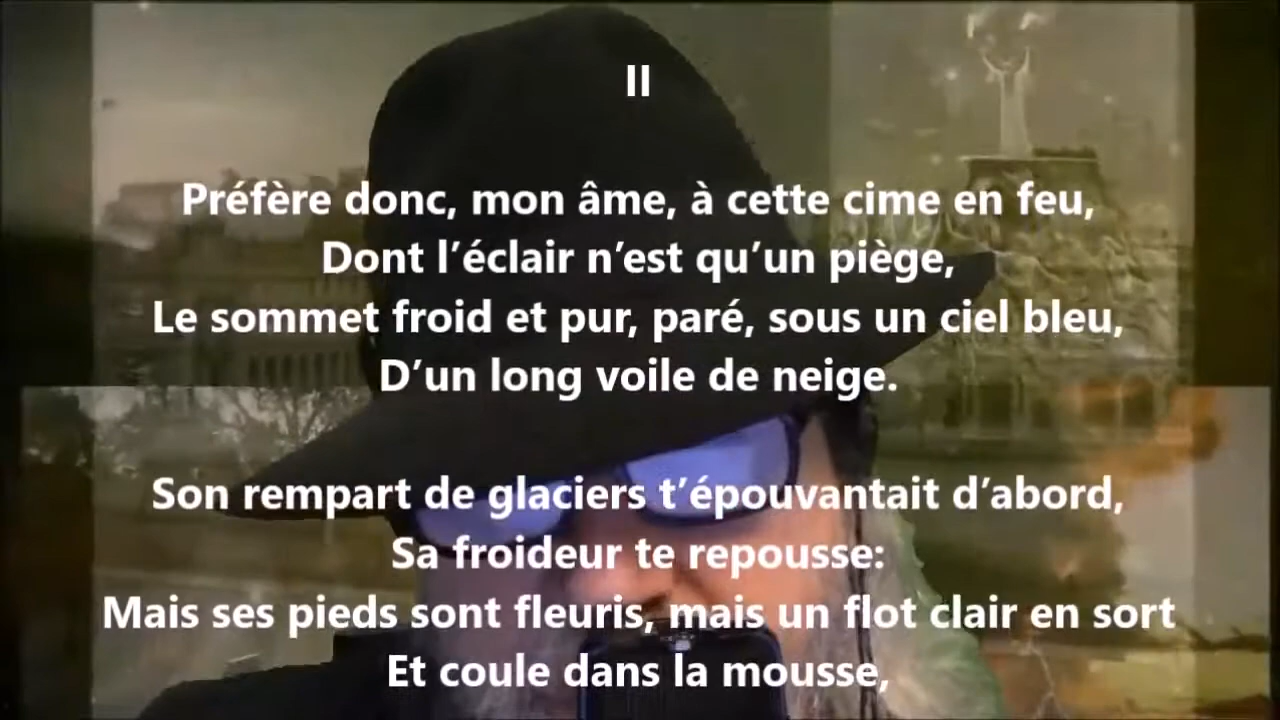 II
Préfère donc, mon âme, à cette cime en feu,
Dont l’éclair n’est qu’un piège,
Le sommet froid et pur, paré, sous un ciel bleu,
D’un long voile de neige.
Son rempart de glaciers t’épouvantait d’abord,
Sa froideur te repousse:
Mais ses pieds sont fleuris, mais un flot clair en sort
Et coule dans la mousse,